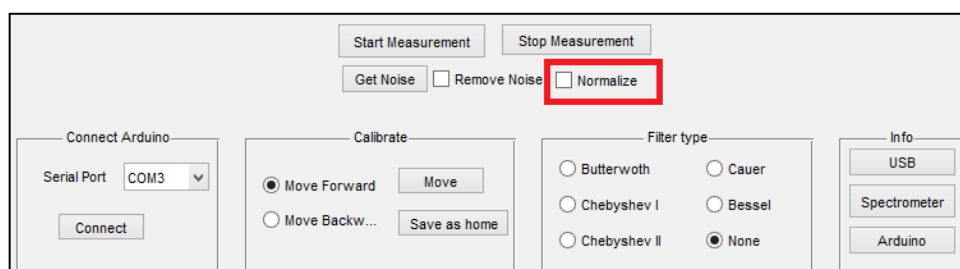 Start Measurement Stop Measurement
Get Noise Remove Noise Normalize
Connect Arduino Calibrate Filter type Info
Serial Port COM3
Connect
Move Forward Move
Move Backw... Save as home
Butterwoth Cauer
Chebyshev I Bessel
Chebyshev II None
USB
Spectrometer
Arduino